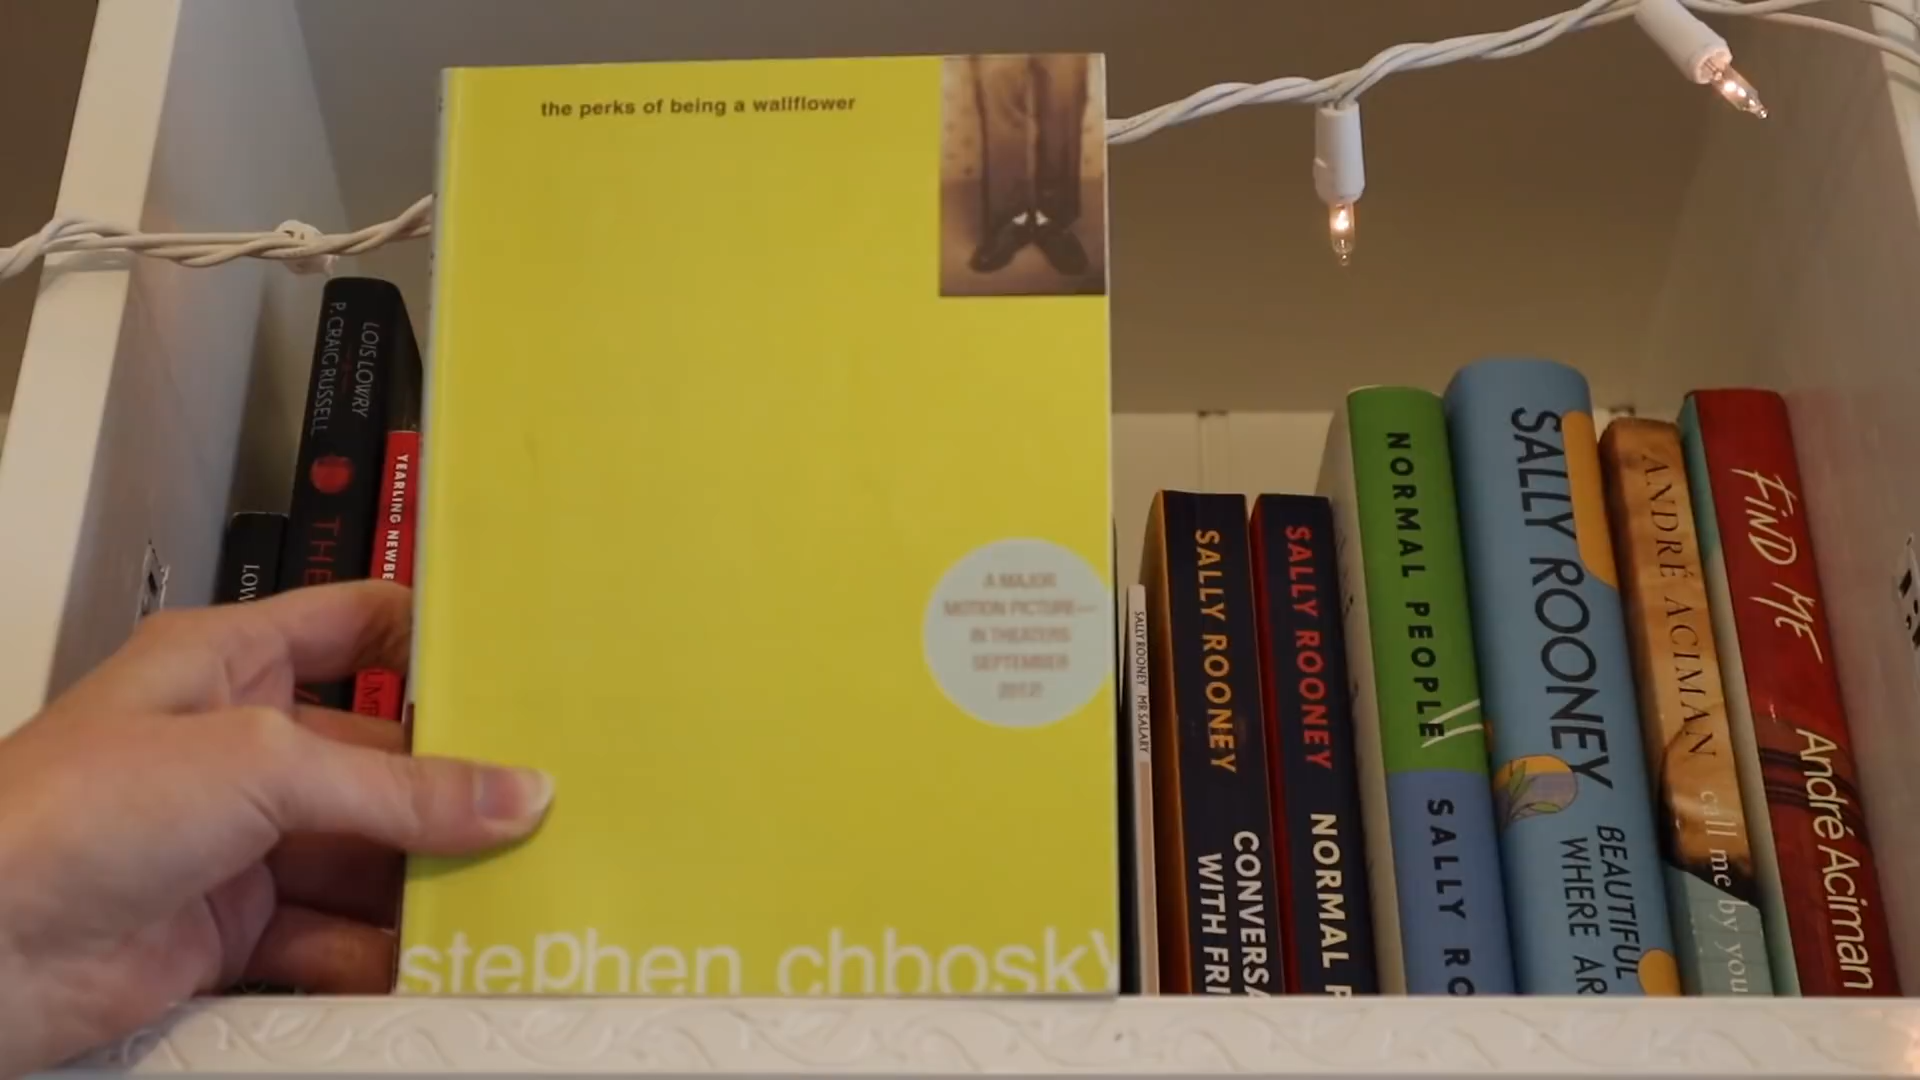 the perks of being a wallflower
A MAJOR
MOTION PICTURE—
IN THEATERS
SEPTEMBER
2012!
stephen chbosky
LOW
LOIS LOWRY
P. CRAIG RUSSELL
THE
YEARLING NEWBE
SALLY ROONEY MR SALARY
SALLY ROONEY
CONVERSA
WITH FRI
SALLY ROONEY
NORMAL P
NORMAL PEOPLE
SALLY RO
SALLY ROONEY
BEAUTIFUL
WHERE AR
ANDRÉ ACIMAN
call me by you
FIND ME
André Aciman